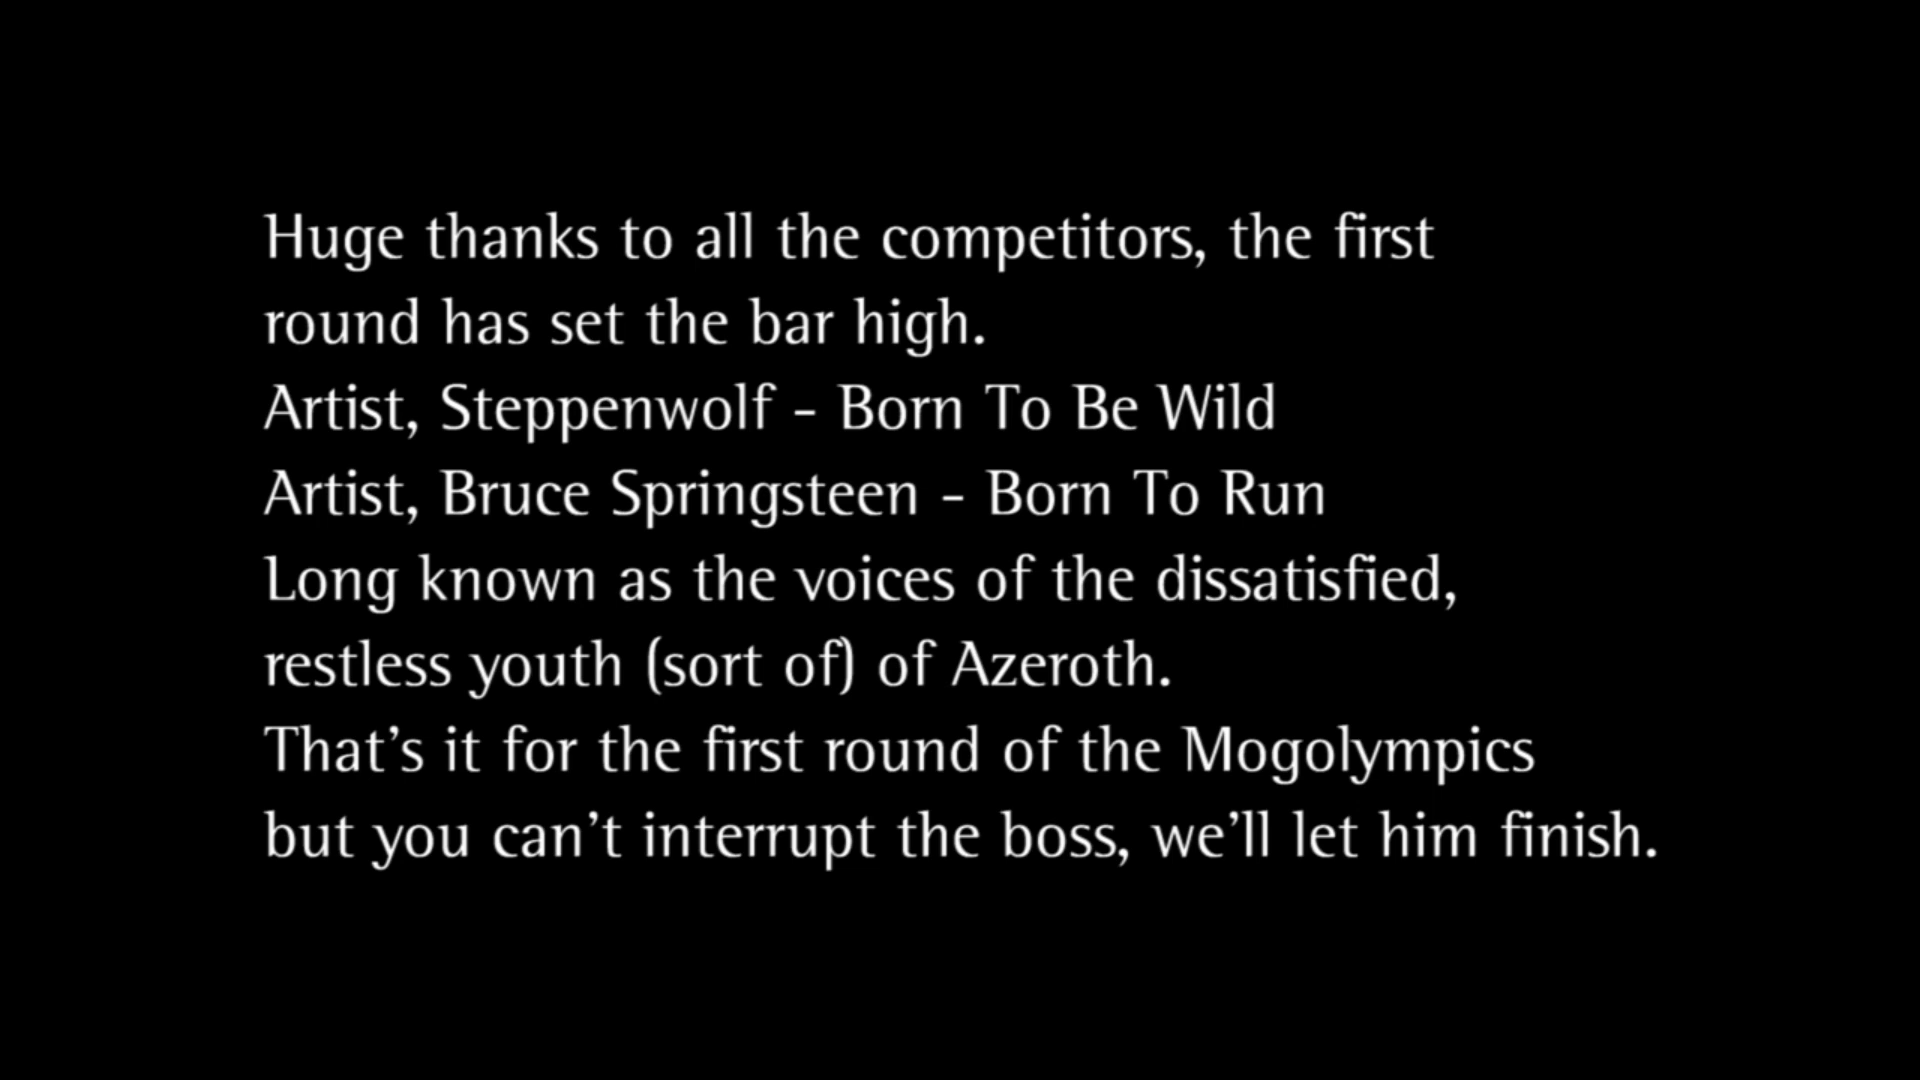 Huge thanks to all the competitors, the first
round has set the bar high.
Artist, Steppenwolf - Born To Be Wild
Artist, Bruce Springsteen - Born To Run
Long known as the voices of the dissatisfied,
restless youth (sort of) of Azeroth.
That’s it for the first round of the Mogolympics
but you can’t interrupt the boss, we’ll let him finish.